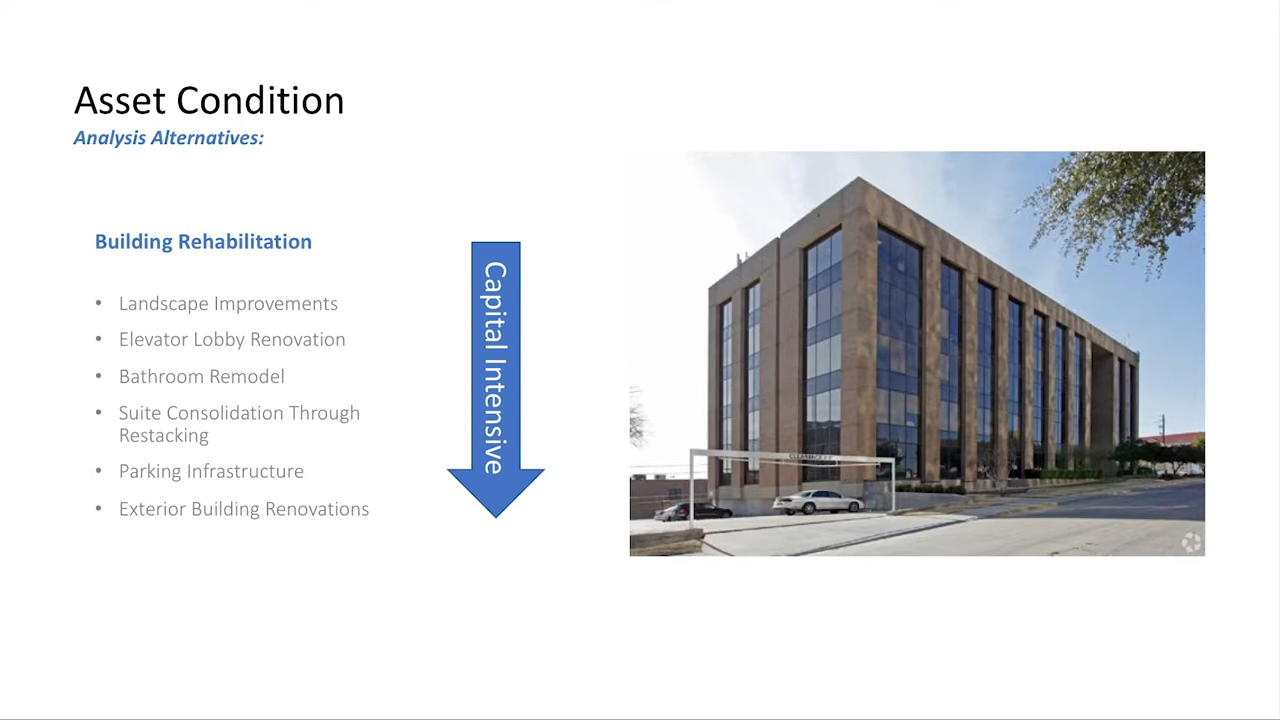 Asset Condition
Analysis Alternatives:
Building Rehabilitation
• Landscape Improvements
• Elevator Lobby Renovation
• Bathroom Remodel
• Suite Consolidation Through
Restacking
• Parking Infrastructure
• Exterior Building Renovations
Capital Intensive
CLEARANCE